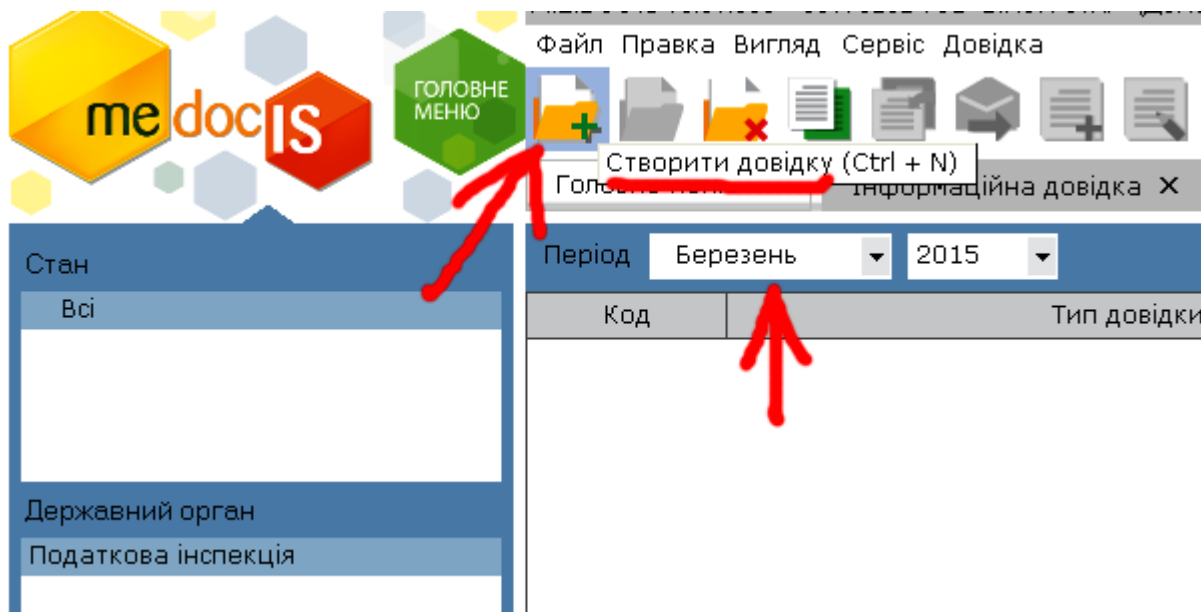 me doc IS
ГОЛОВНЕ
МЕНЮ
Файл Правка Вигляд Сервіс Довідка
Створити довідку (Ctrl + N)
Інформаційна довідка X
Стан
Всі
Період Березень 2015
Код Тип довідки
Державний орган
Податкова інспекція